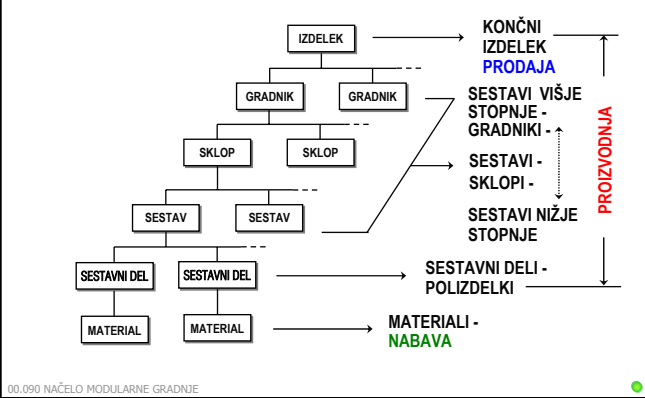 IZDELEK
KONČNI
IZDELEK
PRODAJA
GRADNIK
GRADNIK
SESTAVI VIŠJE
STOPNJE -
GRADNIKI -
SKLOP
SKLOP
SESTAVI -
SKLOPI -
PROIZVODNJA
SESTAV
SESTAV
SESTAVI NIŽJE
STOPNJE
SESTAVNI DEL
SESTAVNI DEL
SESTAVNI DELI -
POLIZDELKI
MATERIAL
MATERIAL
MATERIALI -
NABAVA
00.090 NAČELO MODULARNE GRADNJE